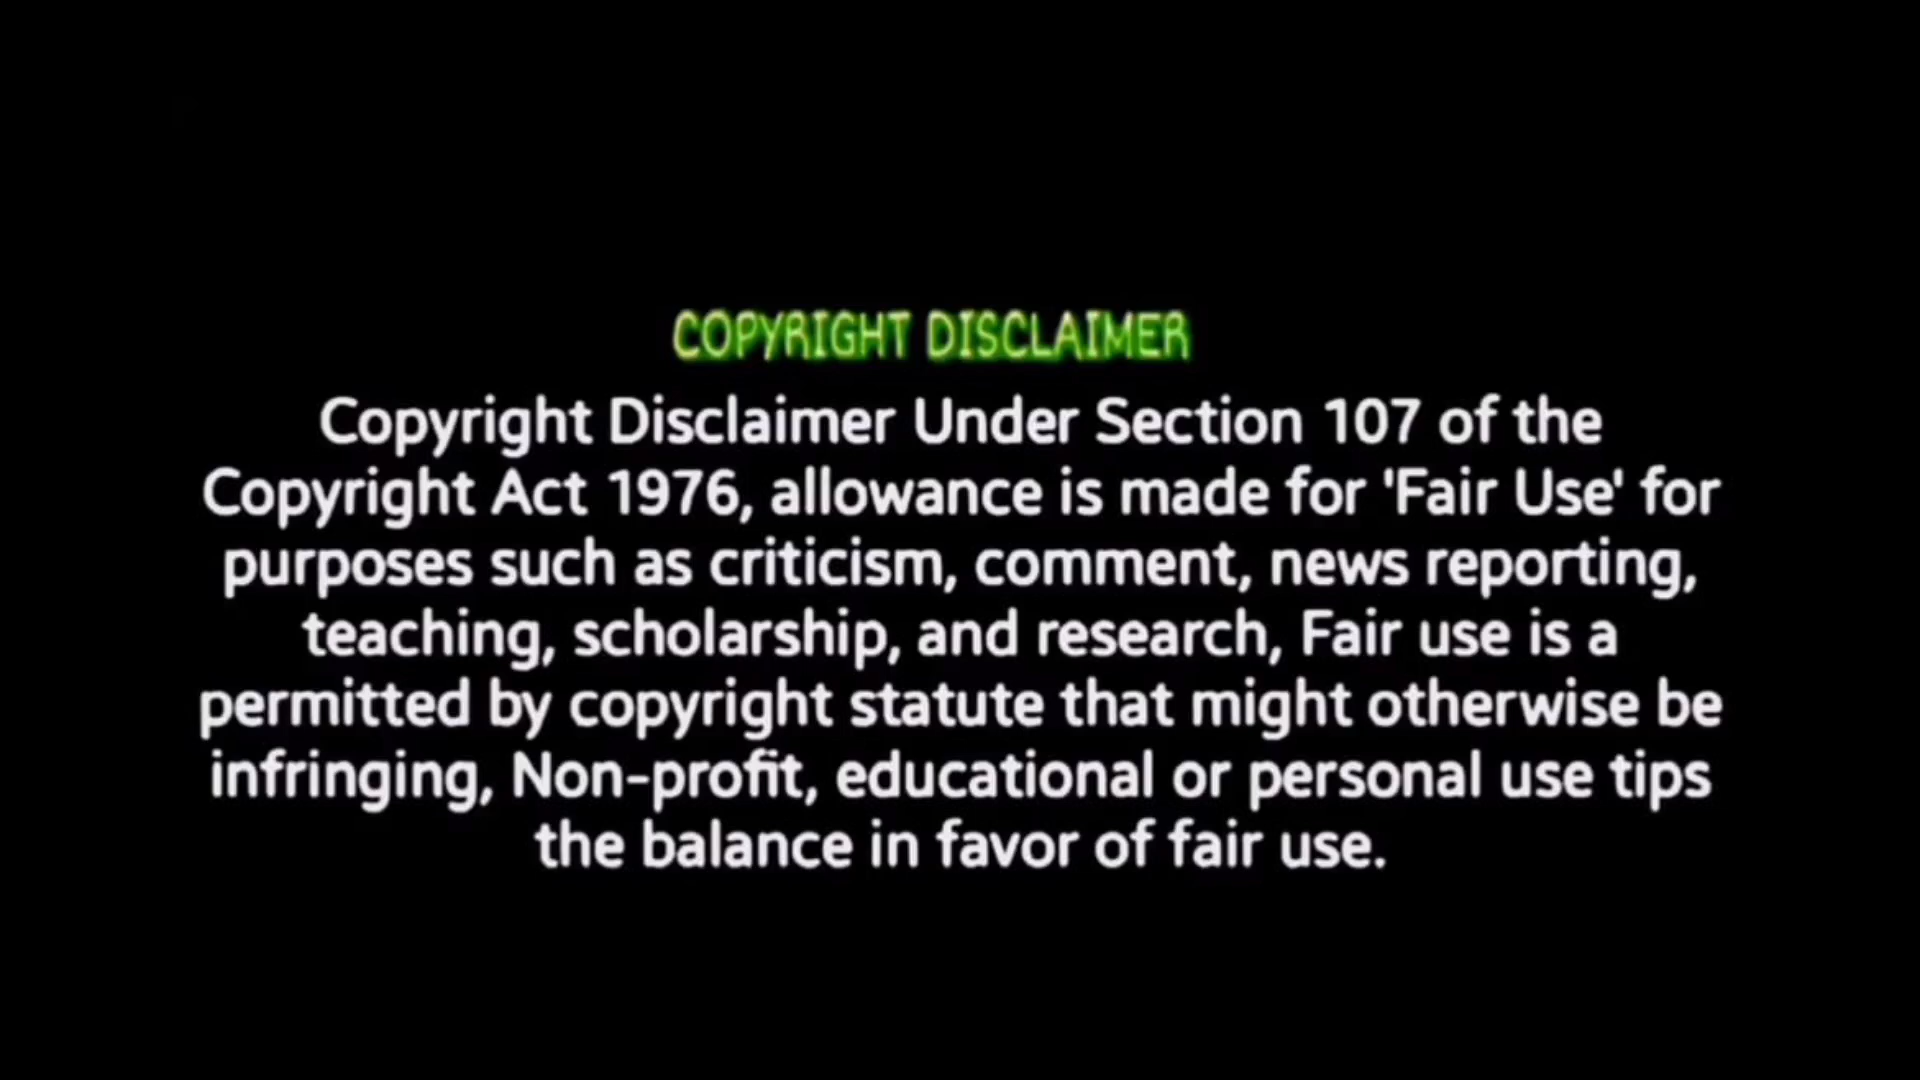 COPYRIGHT DISCLAIMER
Copyright Disclaimer Under Section 107 of the
Copyright Act 1976, allowance is made for 'Fair Use' for
purposes such as criticism, comment, news reporting,
teaching, scholarship, and research, Fair use is a
permitted by copyright statute that might otherwise be
infringing, Non-profit, educational or personal use tips
the balance in favor of fair use.